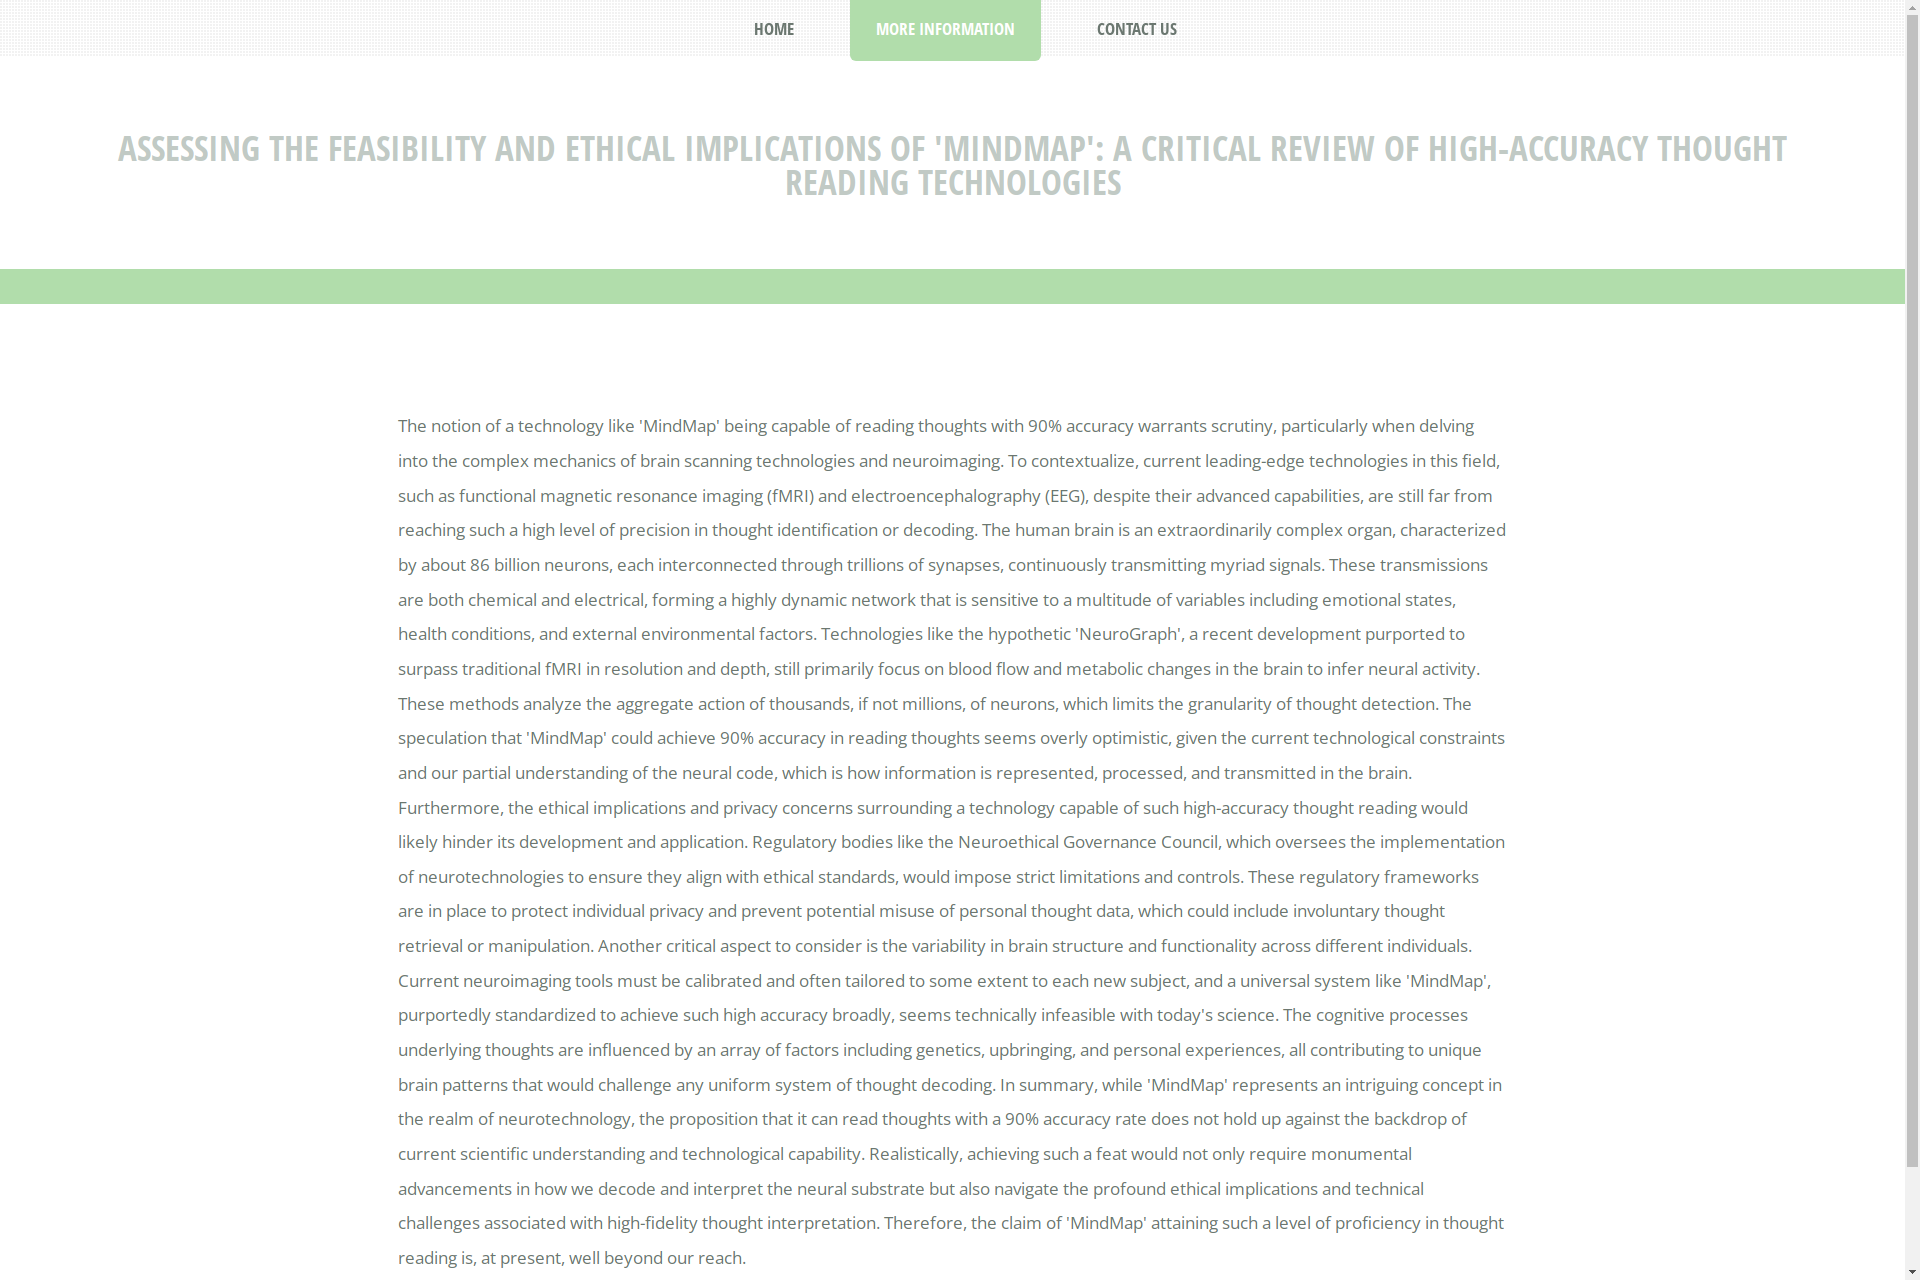 HOME MORE INFORMATION CONTACT US
ASSESSING THE FEASIBILITY AND ETHICAL IMPLICATIONS OF 'MINDMAP': A CRITICAL REVIEW OF HIGH-ACCURACY THOUGHT
READING TECHNOLOGIES
The notion of a technology like 'MindMap' being capable of reading thoughts with 90% accuracy warrants scrutiny, particularly when delving
into the complex mechanics of brain scanning technologies and neuroimaging. To contextualize, current leading-edge technologies in this field,
such as functional magnetic resonance imaging (fMRI) and electroencephalography (EEG), despite their advanced capabilities, are still far from
reaching such a high level of precision in thought identification or decoding. The human brain is an extraordinarily complex organ, characterized
by about 86 billion neurons, each interconnected through trillions of synapses, continuously transmitting myriad signals. These transmissions
are both chemical and electrical, forming a highly dynamic network that is sensitive to a multitude of variables including emotional states,
health conditions, and external environmental factors. Technologies like the hypothetic 'NeuroGraph', a recent development purported to
surpass traditional fMRI in resolution and depth, still primarily focus on blood flow and metabolic changes in the brain to infer neural activity.
These methods analyze the aggregate action of thousands, if not millions, of neurons, which limits the granularity of thought detection. The
speculation that 'MindMap' could achieve 90% accuracy in reading thoughts seems overly optimistic, given the current technological constraints
and our partial understanding of the neural code, which is how information is represented, processed, and transmitted in the brain.
Furthermore, the ethical implications and privacy concerns surrounding a technology capable of such high-accuracy thought reading would
likely hinder its development and application. Regulatory bodies like the Neuroethical Governance Council, which oversees the implementation
of neurotechnologies to ensure they align with ethical standards, would impose strict limitations and controls. These regulatory frameworks
are in place to protect individual privacy and prevent potential misuse of personal thought data, which could include involuntary thought
retrieval or manipulation. Another critical aspect to consider is the variability in brain structure and functionality across different individuals.
Current neuroimaging tools must be calibrated and often tailored to some extent to each new subject, and a universal system like 'MindMap',
purportedly standardized to achieve such high accuracy broadly, seems technically infeasible with today's science. The cognitive processes
underlying thoughts are influenced by an array of factors including genetics, upbringing, and personal experiences, all contributing to unique
brain patterns that would challenge any uniform system of thought decoding. In summary, while 'MindMap' represents an intriguing concept in
the realm of neurotechnology, the proposition that it can read thoughts with a 90% accuracy rate does not hold up against the backdrop of
current scientific understanding and technological capability. Realistically, achieving such a feat would not only require monumental
advancements in how we decode and interpret the neural substrate but also navigate the profound ethical implications and technical
challenges associated with high-fidelity thought interpretation. Therefore, the claim of 'MindMap' attaining such a level of proficiency in thought
reading is, at present, well beyond our reach.